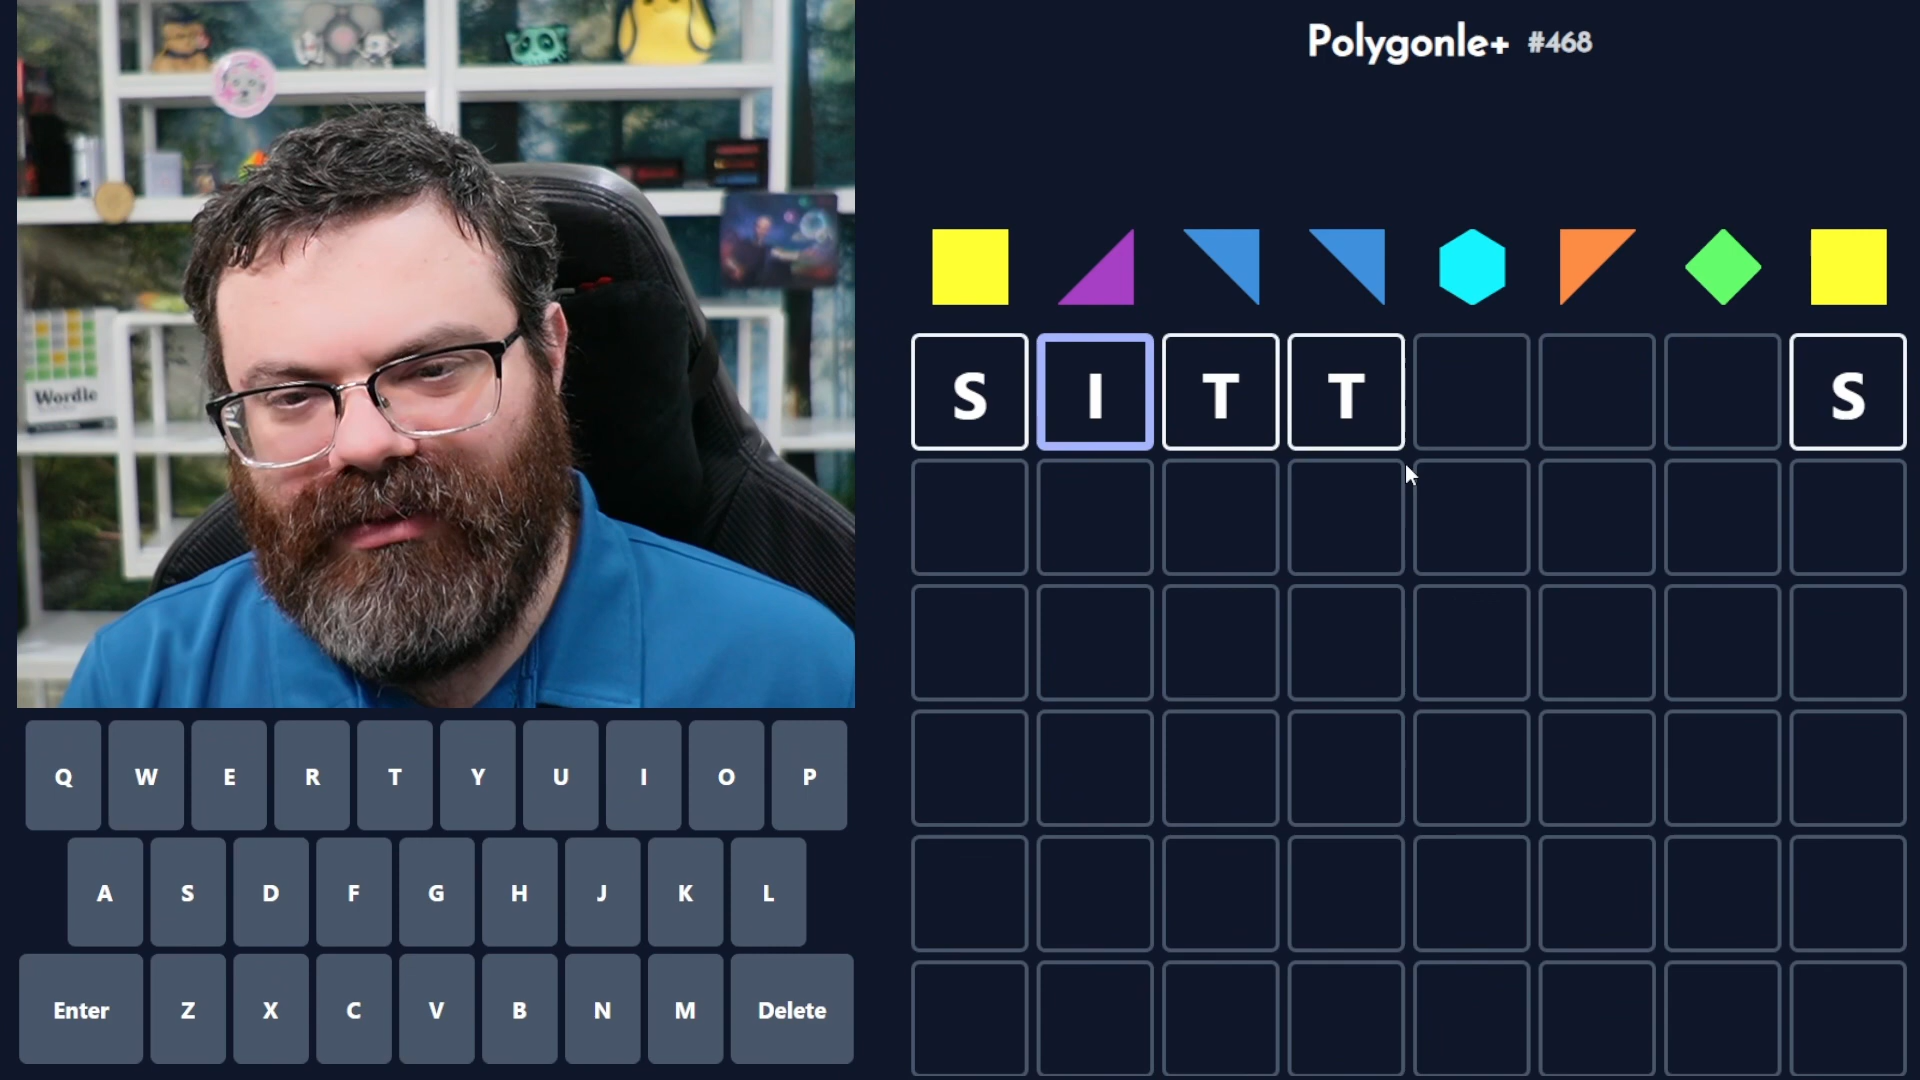 Polygonle+ #468
S I T T S
Wordle
Q W E R T Y U I O P
A S D F G H J K L
Enter Z X C V B N M Delete